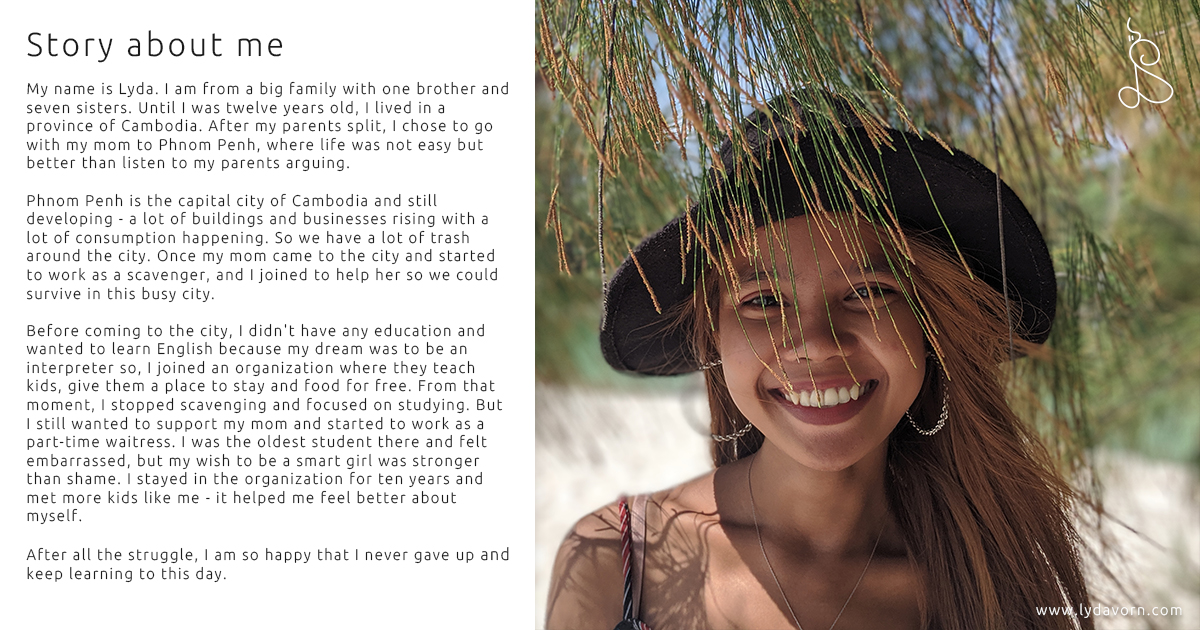 Story about me
My name is Lyda. I am from a big family with one brother and
seven sisters. Until I was twelve years old, I lived in a
province of Cambodia. After my parents split, I chose to go
with my mom to Phnom Penh, where life was not easy but
better than listen to my parents arguing.
Phnom Penh is the capital city of Cambodia and still
developing - a lot of buildings and businesses rising with a
lot of consumption happening. So we have a lot of trash
around the city. Once my mom came to the city and started
to work as a scavenger, and I joined to help her so we could
survive in this busy city.
Before coming to the city, I didn't have any education and
wanted to learn English because my dream was to be an
interpreter so, I joined an organization where they teach
kids, give them a place to stay and food for free. From that
moment, I stopped scavenging and focused on studying. But
I still wanted to support my mom and started to work as a
part-time waitress. I was the oldest student there and felt
embarrassed, but my wish to be a smart girl was stronger
than shame. I stayed in the organization for ten years and
met more kids like me - it helped me feel better about
myself.
After all the struggle, I am so happy that I never gave up and
keep learning to this day.
www.lydavorn.com